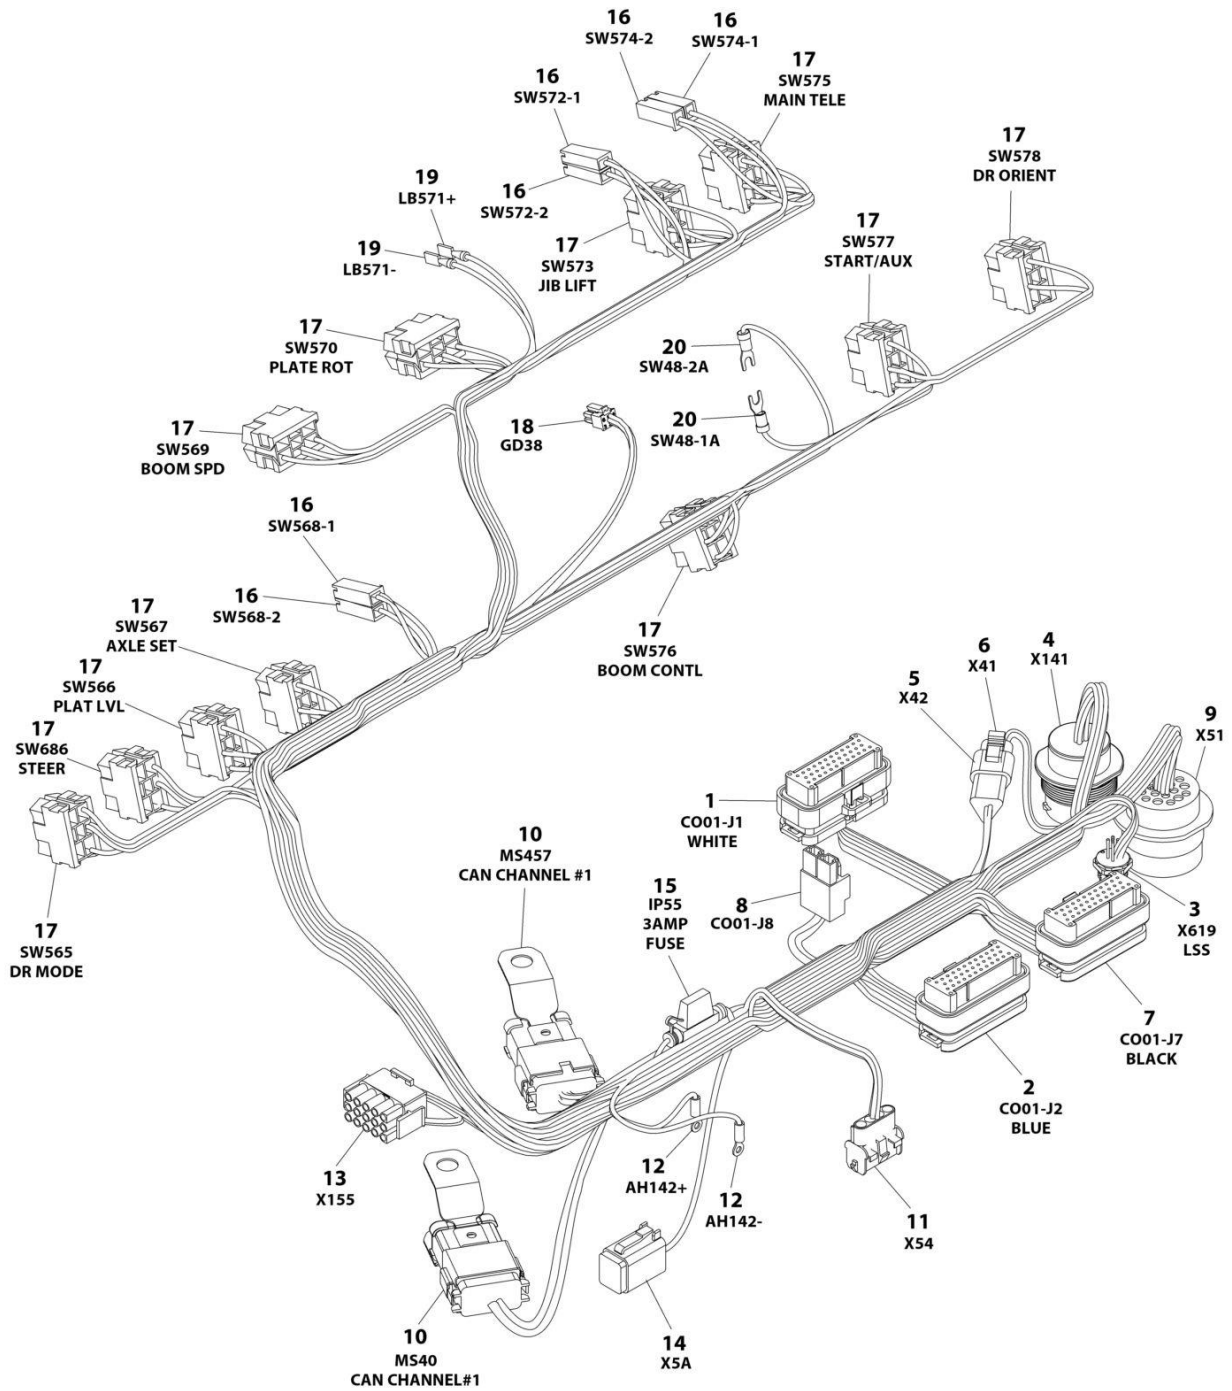 16
SW574-2
16
SW574-1
17
SW575
MAIN TELE
16
SW572-1
16
SW572-2
17
SW578
DR ORIENT
19
LB571+
19
LB571-
17
SW573
JIB LIFT
17
SW577
START/AUX
17
SW570
PLATE ROT
20
SW48-2A
20
SW48-1A
18
GD38
17
SW569
BOOM SPD
16
SW568-1
16
SW568-2
17
SW567
AXLE SET
17
SW576
BOOM CONTL
17
SW566
PLAT LVL
17
SW686
STEER
17
SW565
DR MODE
6
X41
4
X141
5
X42
9
X51
1
CO01-J1
WHITE
10
MS457
CAN CHANNEL #1
15
IP55
3AMP
FUSE
8
CO01-J8
3
X619
LSS
7
CO01-J7
BLACK
2
CO01-J2
BLUE
13
X155
12
AH142+
12
AH142-
11
X54
10
MS40
CAN CHANNEL#1
14
X5A